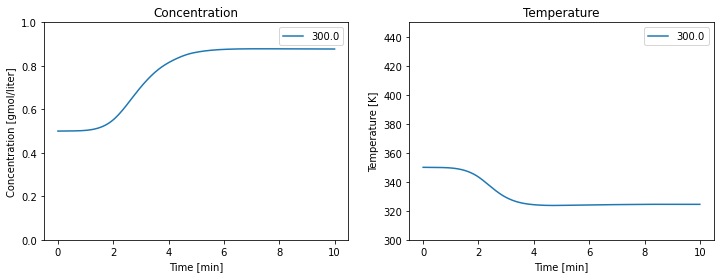 Concentration
Concentration [gmol/liter]
1.0
0.8
0.6
0.4
0.2
0.0
300.0
0 2 4 6 8 10
Time [min]
Temperature
Temperature [K]
440
420
400
380
360
340
320
300
300.0
0 2 4 6 8 10
Time [min]